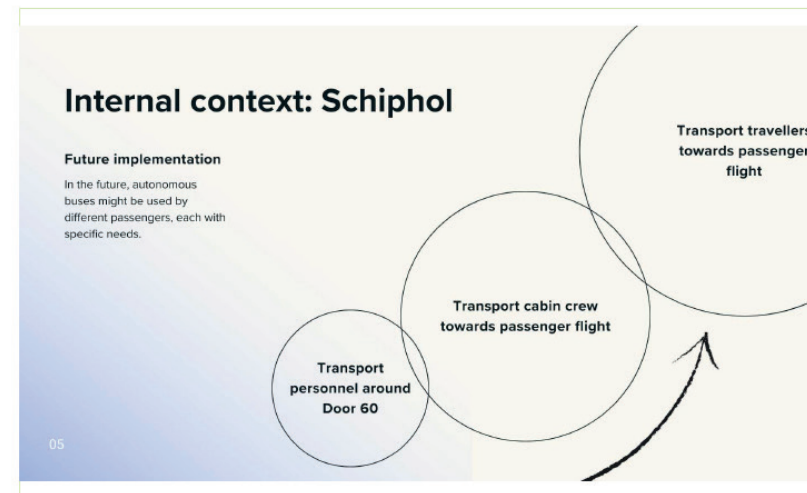 Internal context: Schiphol
Future implementation
In the future, autonomous
buses might be used by
different passengers, each with
specific needs.
Transport travellers
towards passenger
flight
Transport cabin crew
towards passenger flight
Transport
personnel around
Door 60
05